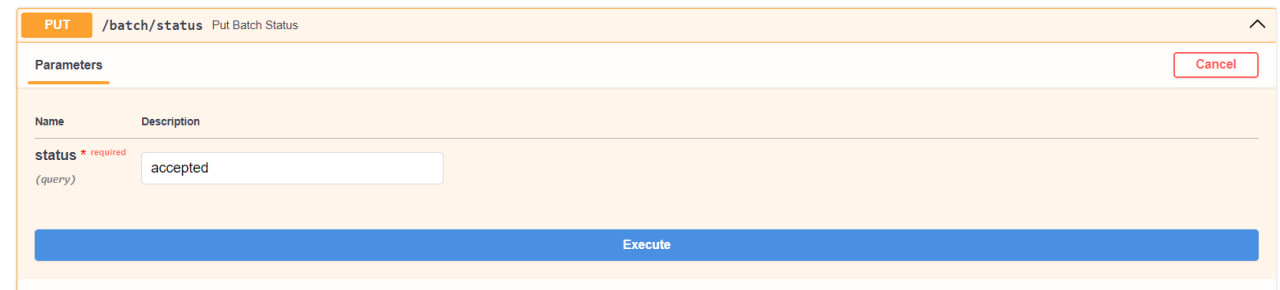 PUT /batch/status Put Batch Status
Parameters Cancel
Name Description
status * required accepted
(query)
Execute